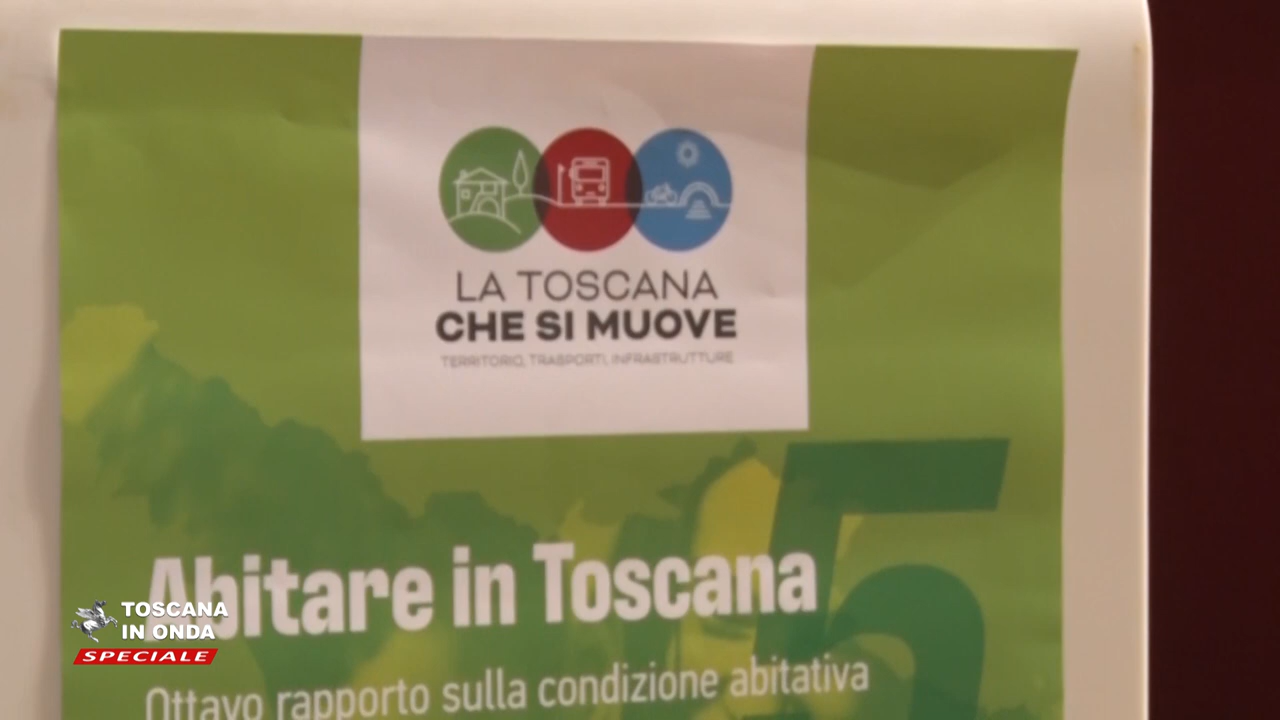 LA TOSCANA
CHE SI MUOVE
TERRITORIO, TRASPORTI, INFRASTRUTTURE
5
Abitare in Toscana
Ottavo rapporto sulla condizione abitativa
TOSCANA
IN ONDA
SPECIALE